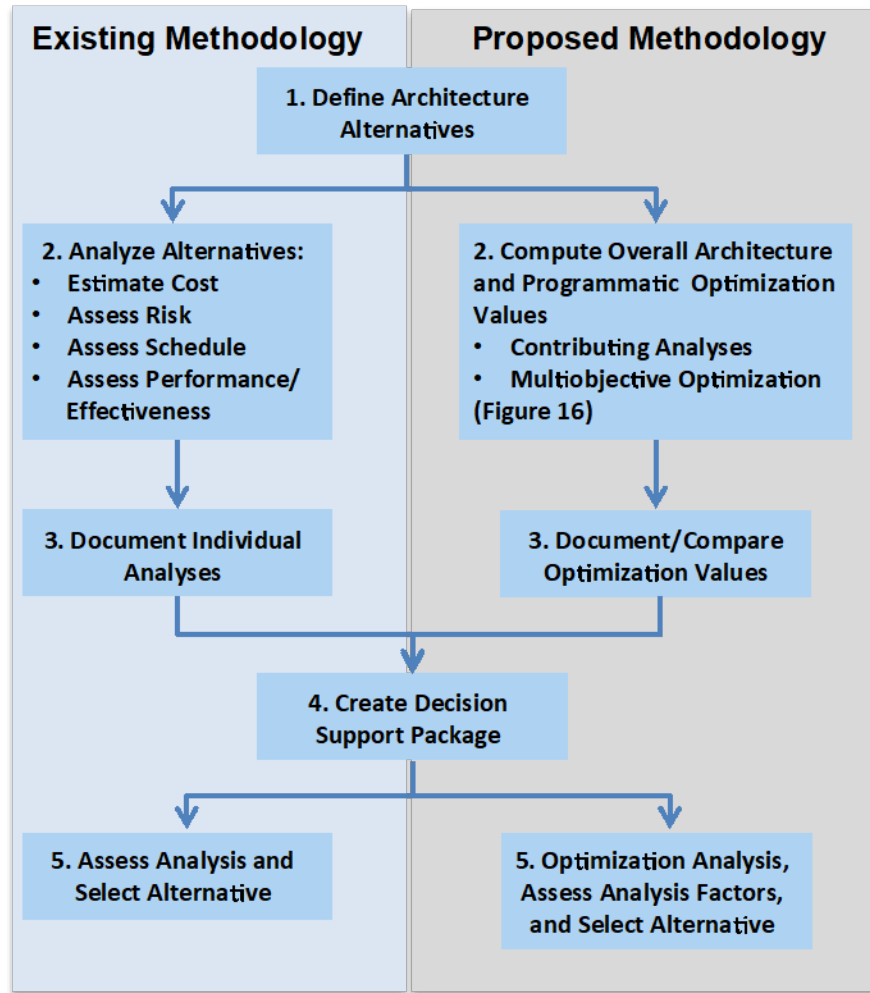 Existing Methodology
Proposed Methodology
1. Define Architecture
Alternatives
2. Analyze Alternatives:
• Estimate Cost
• Assess Risk
• Assess Schedule
• Assess Performance/
Effectiveness
2. Compute Overall Architecture
and Programmatic Optimization
Values
• Contributing Analyses
• Multiobjective Optimization
(Figure 16)
3. Document Individual
Analyses
3. Document/Compare
Optimization Values
4. Create Decision
Support Package
5. Assess Analysis and
Select Alternative
5. Optimization Analysis,
Assess Analysis Factors,
and Select Alternative